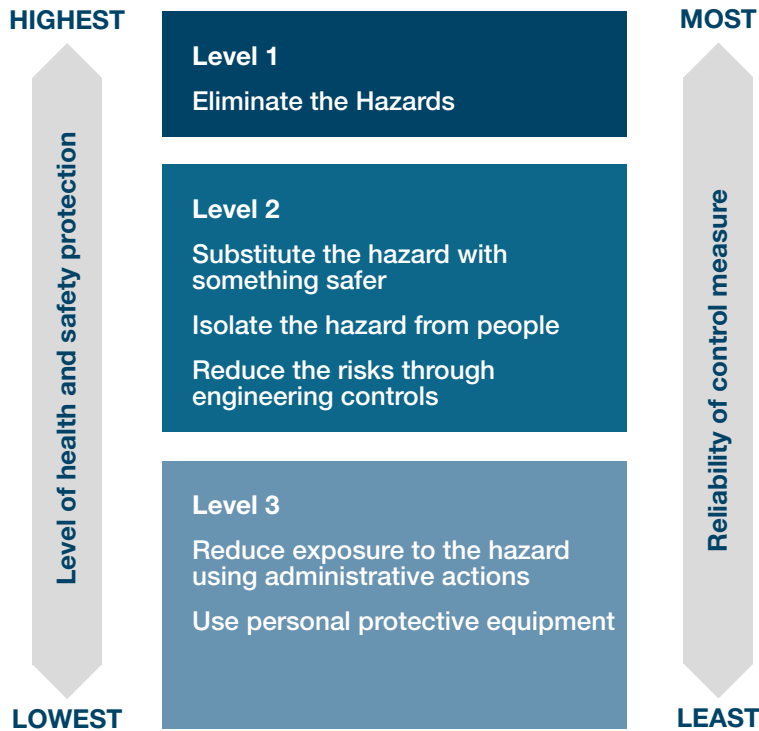 HIGHEST
MOST
Level 1
Eliminate the Hazards
Level of health and safety protection
Level 2
Substitute the hazard with
something safer
Isolate the hazard from people
Reduce the risks through
engineering controls
Reliability of control measure
Level 3
Reduce exposure to the hazard
using administrative actions
Use personal protective equipment
LOWEST
LEAST